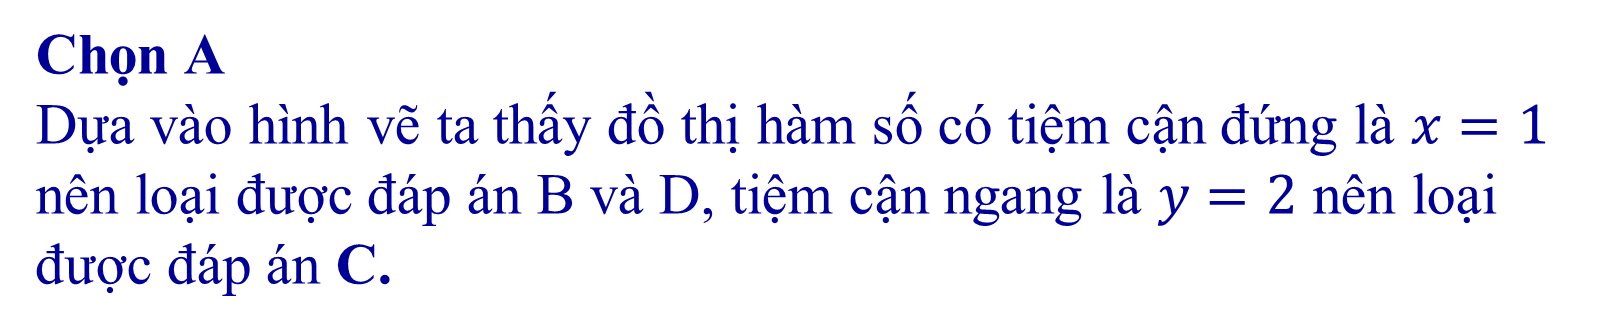 Chọn A
Dựa vào hình vẽ ta thấy đồ thị hàm số có tiệm cận đứng là x = 1
nên loại được đáp án B và D, tiệm cận ngang là y = 2 nên loại
được đáp án C.